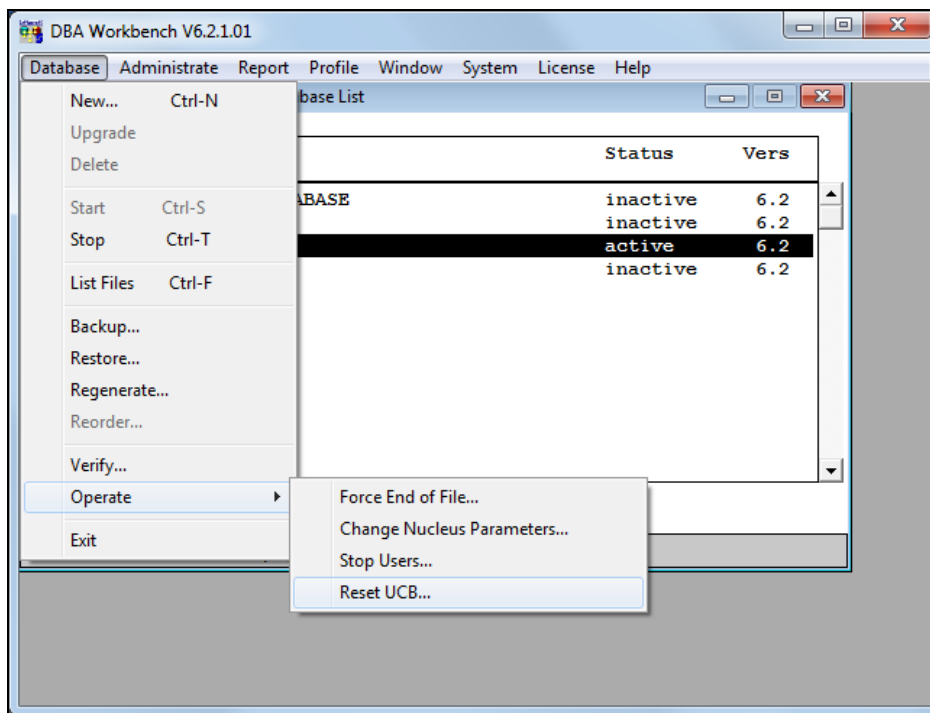 DBA Workbench V6.2.1.01
Database Administrate Report Profile Window System License Help
New... Ctrl-N
Upgrade
Delete
Start Ctrl-S
Stop Ctrl-T
List Files Ctrl-F
Backup...
Restore...
Regenerate...
Reorder...
Verify...
Operate
Exit
base List
Status Vers
ABASE inactive 6.2
inactive 6.2
active 6.2
inactive 6.2
Force End of File...
Change Nucleus Parameters...
Stop Users...
Reset UCB...